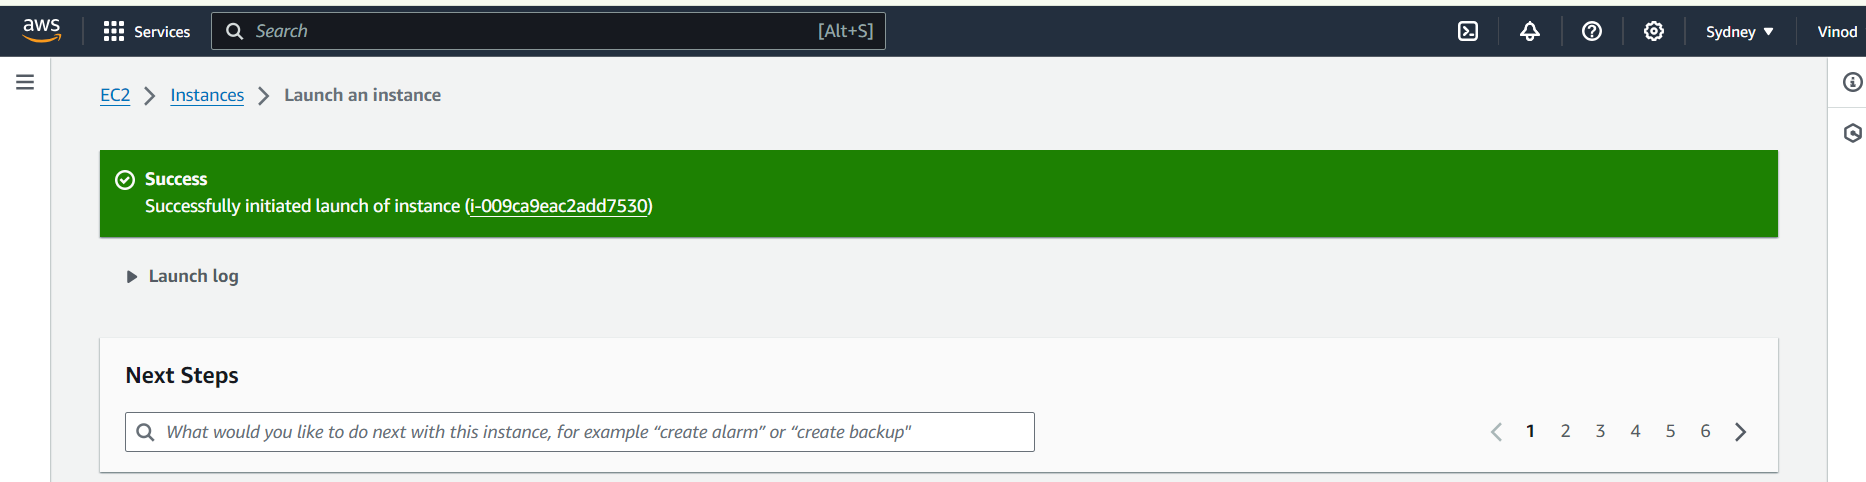 aws Services Search [Alt+S] Sydney Vinod
EC2 Instances Launch an instance
Success
Successfully initiated launch of instance (i-009ca9eac2add7530)
Launch log
Next Steps
What would you like to do next with this instance, for example “create alarm” or “create backup" 1 2 3 4 5 6